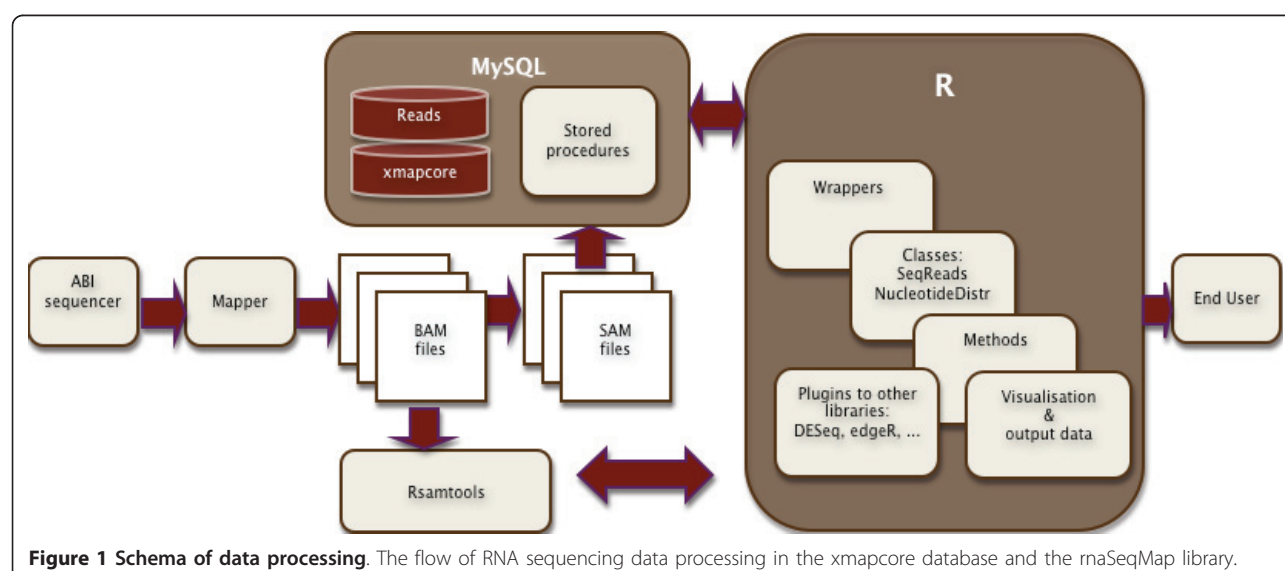 MySQL
Reads
xmapcore
Stored
procedures
R
Wrappers
Classes:
SeqReads
NucleotideDistr
Methods
Plugins to other
libraries:
DESeq, edgeR, ...
Visualisation
&
output data
ABI
sequencer
Mapper
BAM
files
SAM
files
Rsamtools
End User
Figure 1 Schema of data processing. The flow of RNA sequencing data processing in the xmapcore database and the rnaSeqMap library.